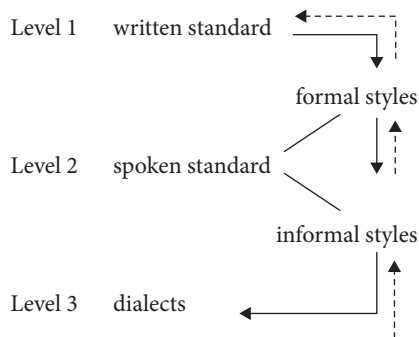 Level 1 written standard
formal styles
Level 2 spoken standard
informal styles
Level 3 dialects